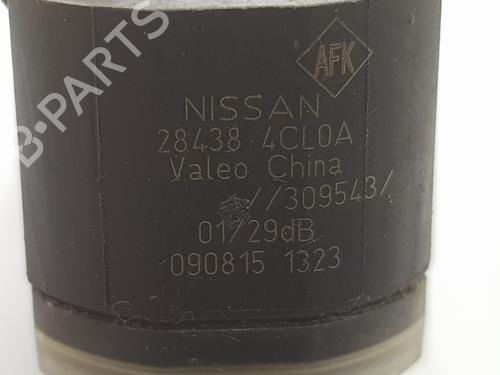 B-PARTS
AFK
NISSAN
28438 4CL0A
Valeo China
//309543/
01/29dB
090815 1323